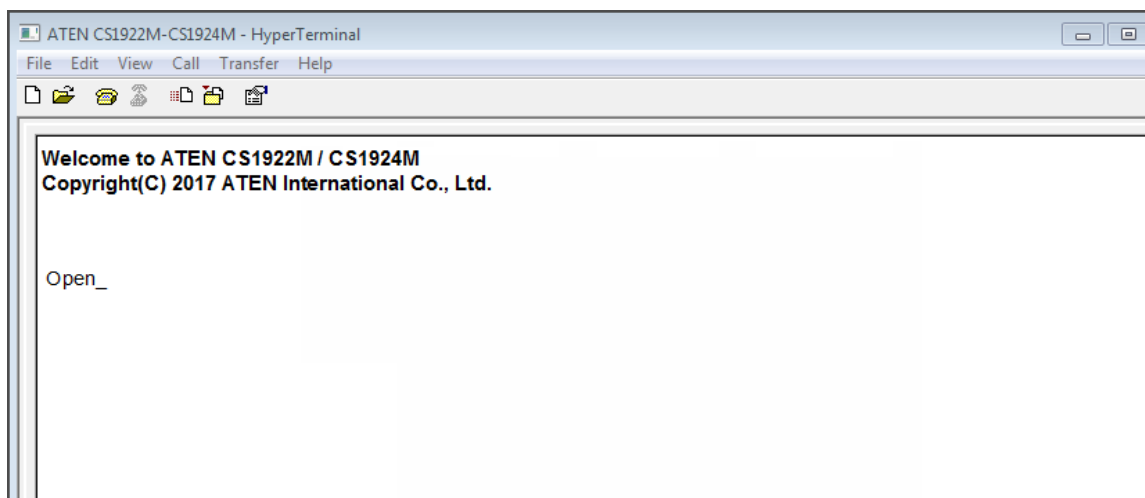 ATEN CS1922M-CS1924M - HyperTerminal
File Edit View Call Transfer Help
Welcome to ATEN CS1922M / CS1924M
Copyright(C) 2017 ATEN International Co., Ltd.
Open_